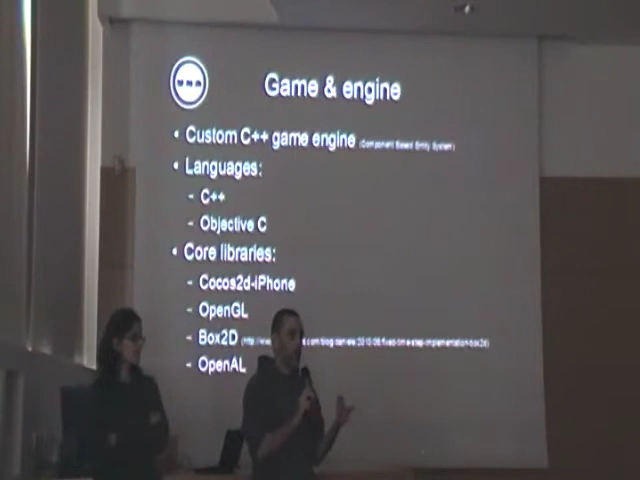 Game & engine
• Custom C++ game engine (Component Based Entity System)
• Languages:
- C++
- Objective C
• Core libraries:
- Cocos2d-iPhone
- OpenGL
- Box2D
- OpenAL